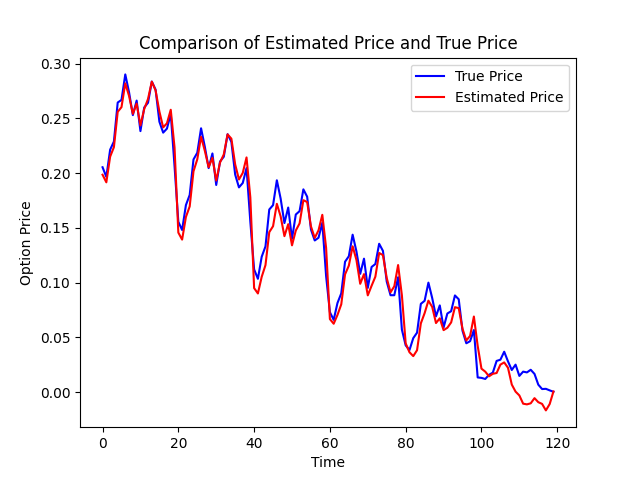 Comparison of Estimated Price and True Price
True Price
Estimated Price
Option Price
0.30
0.25
0.20
0.15
0.10
0.05
0.00
0 20 40 60 80 100 120
Time